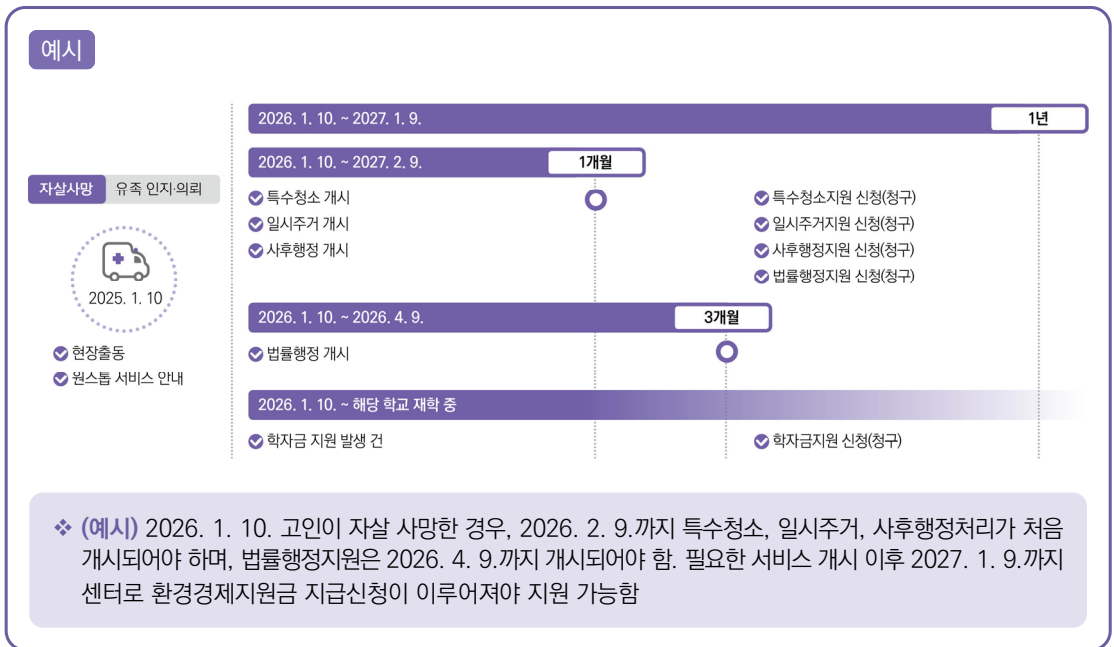 예시
2026. 1. 10. ~ 2027. 1. 9.
1년
2026. 1. 10. ~ 2027. 2. 9.
1개월
자살사망
유족 인지·의뢰
특수청소 개시
일시주거 개시
사후행정 개시
특수청소지원 신청(청구)
일시주거지원 신청(청구)
사후행정지원 신청(청구)
법률행정지원 신청(청구)
2025. 1. 10
현장출동
원스톱 서비스 안내
2026. 1. 10. ~ 2026. 4. 9.
3개월
법률행정 개시
2026. 1. 10. ~ 해당 학교 재학 중
학자금 지원 발생 건
학자금지원 신청(청구)
❖ (예시) 2026. 1. 10. 고인이 자살 사망한 경우, 2026. 2. 9.까지 특수청소, 일시주거, 사후행정처리가 처음
개시되어야 하며, 법률행정지원은 2026. 4. 9.까지 개시되어야 함. 필요한 서비스 개시 이후 2027. 1. 9.까지
센터로 환경경제지원금 지급신청이 이루어져야 지원 가능함